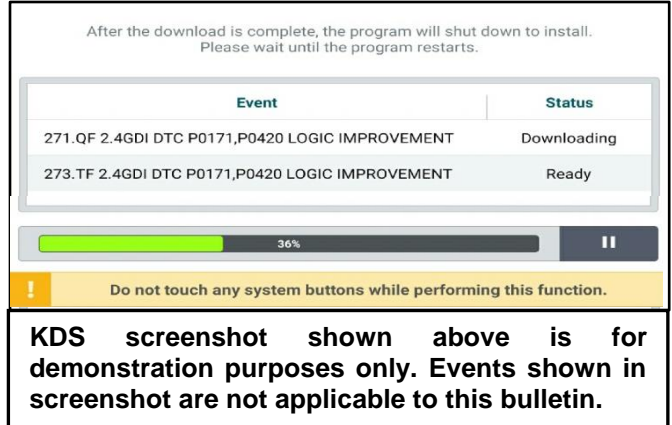 After the download is complete, the program will shut down to install.
Please wait until the program restarts.
Event Status
271.QF 2.4GDI DTC P0171,P0420 LOGIC IMPROVEMENT Downloading
273.TF 2.4GDI DTC P0171,P0420 LOGIC IMPROVEMENT Ready
36%
! Do not touch any system buttons while performing this function.
KDS screenshot shown above is for
demonstration purposes only. Events shown in
screenshot are not applicable to this bulletin.